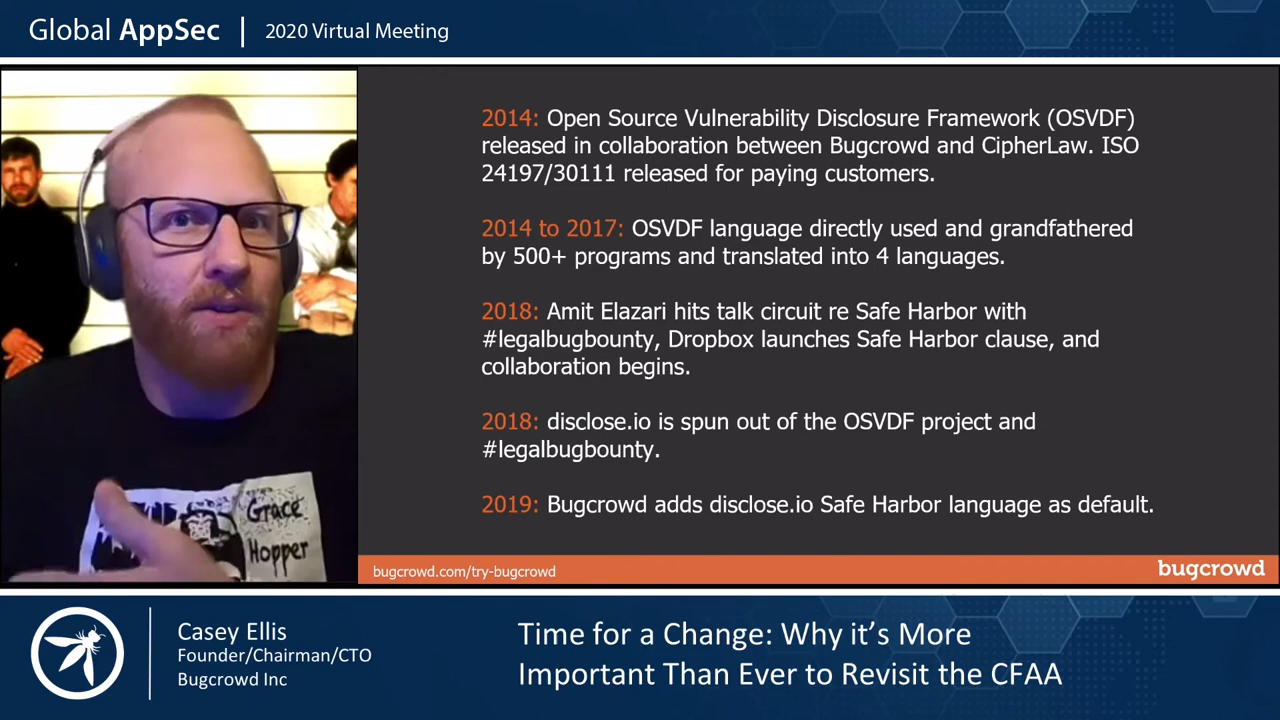 Global AppSec | 2020 Virtual Meeting
2014: Open Source Vulnerability Disclosure Framework (OSVDF)
released in collaboration between Bugcrowd and CipherLaw. ISO
24197/30111 released for paying customers.
2014 to 2017: OSVDF language directly used and grandfathered
by 500+ programs and translated into 4 languages.
2018: Amit Elazari hits talk circuit re Safe Harbor with
#legalbugbounty, Dropbox launches Safe Harbor clause, and
collaboration begins.
2018: disclose.io is spun out of the OSVDF project and
#legalbugbounty.
2019: Bugcrowd adds disclose.io Safe Harbor language as default.
Grace
Hopper
bugcrowd.com/try-bugcrowd
bugcrowd
Casey Ellis
Founder/Chairman/CTO
Bugcrowd Inc
Time for a Change: Why it's More
Important Than Ever to Revisit the CFAA